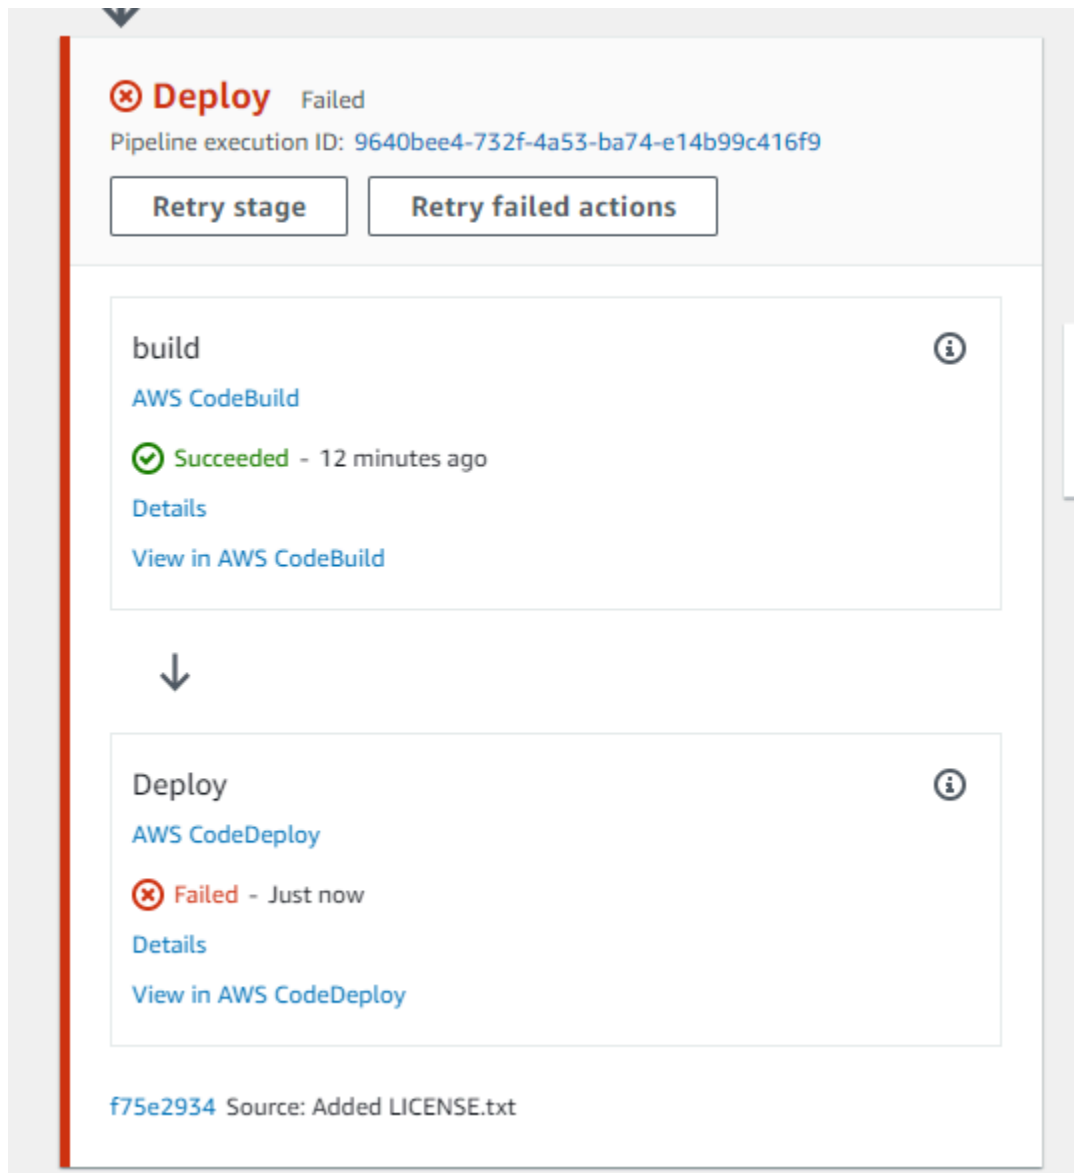 Deploy Failed
Pipeline execution ID: 9640bee4-732f-4a53-ba74-e14b99c416f9
Retry stage Retry failed actions
build
AWS CodeBuild
Succeeded - 12 minutes ago
Details
View in AWS CodeBuild
Deploy
AWS CodeDeploy
Failed - Just now
Details
View in AWS CodeDeploy
f75e2934 Source: Added LICENSE.txt